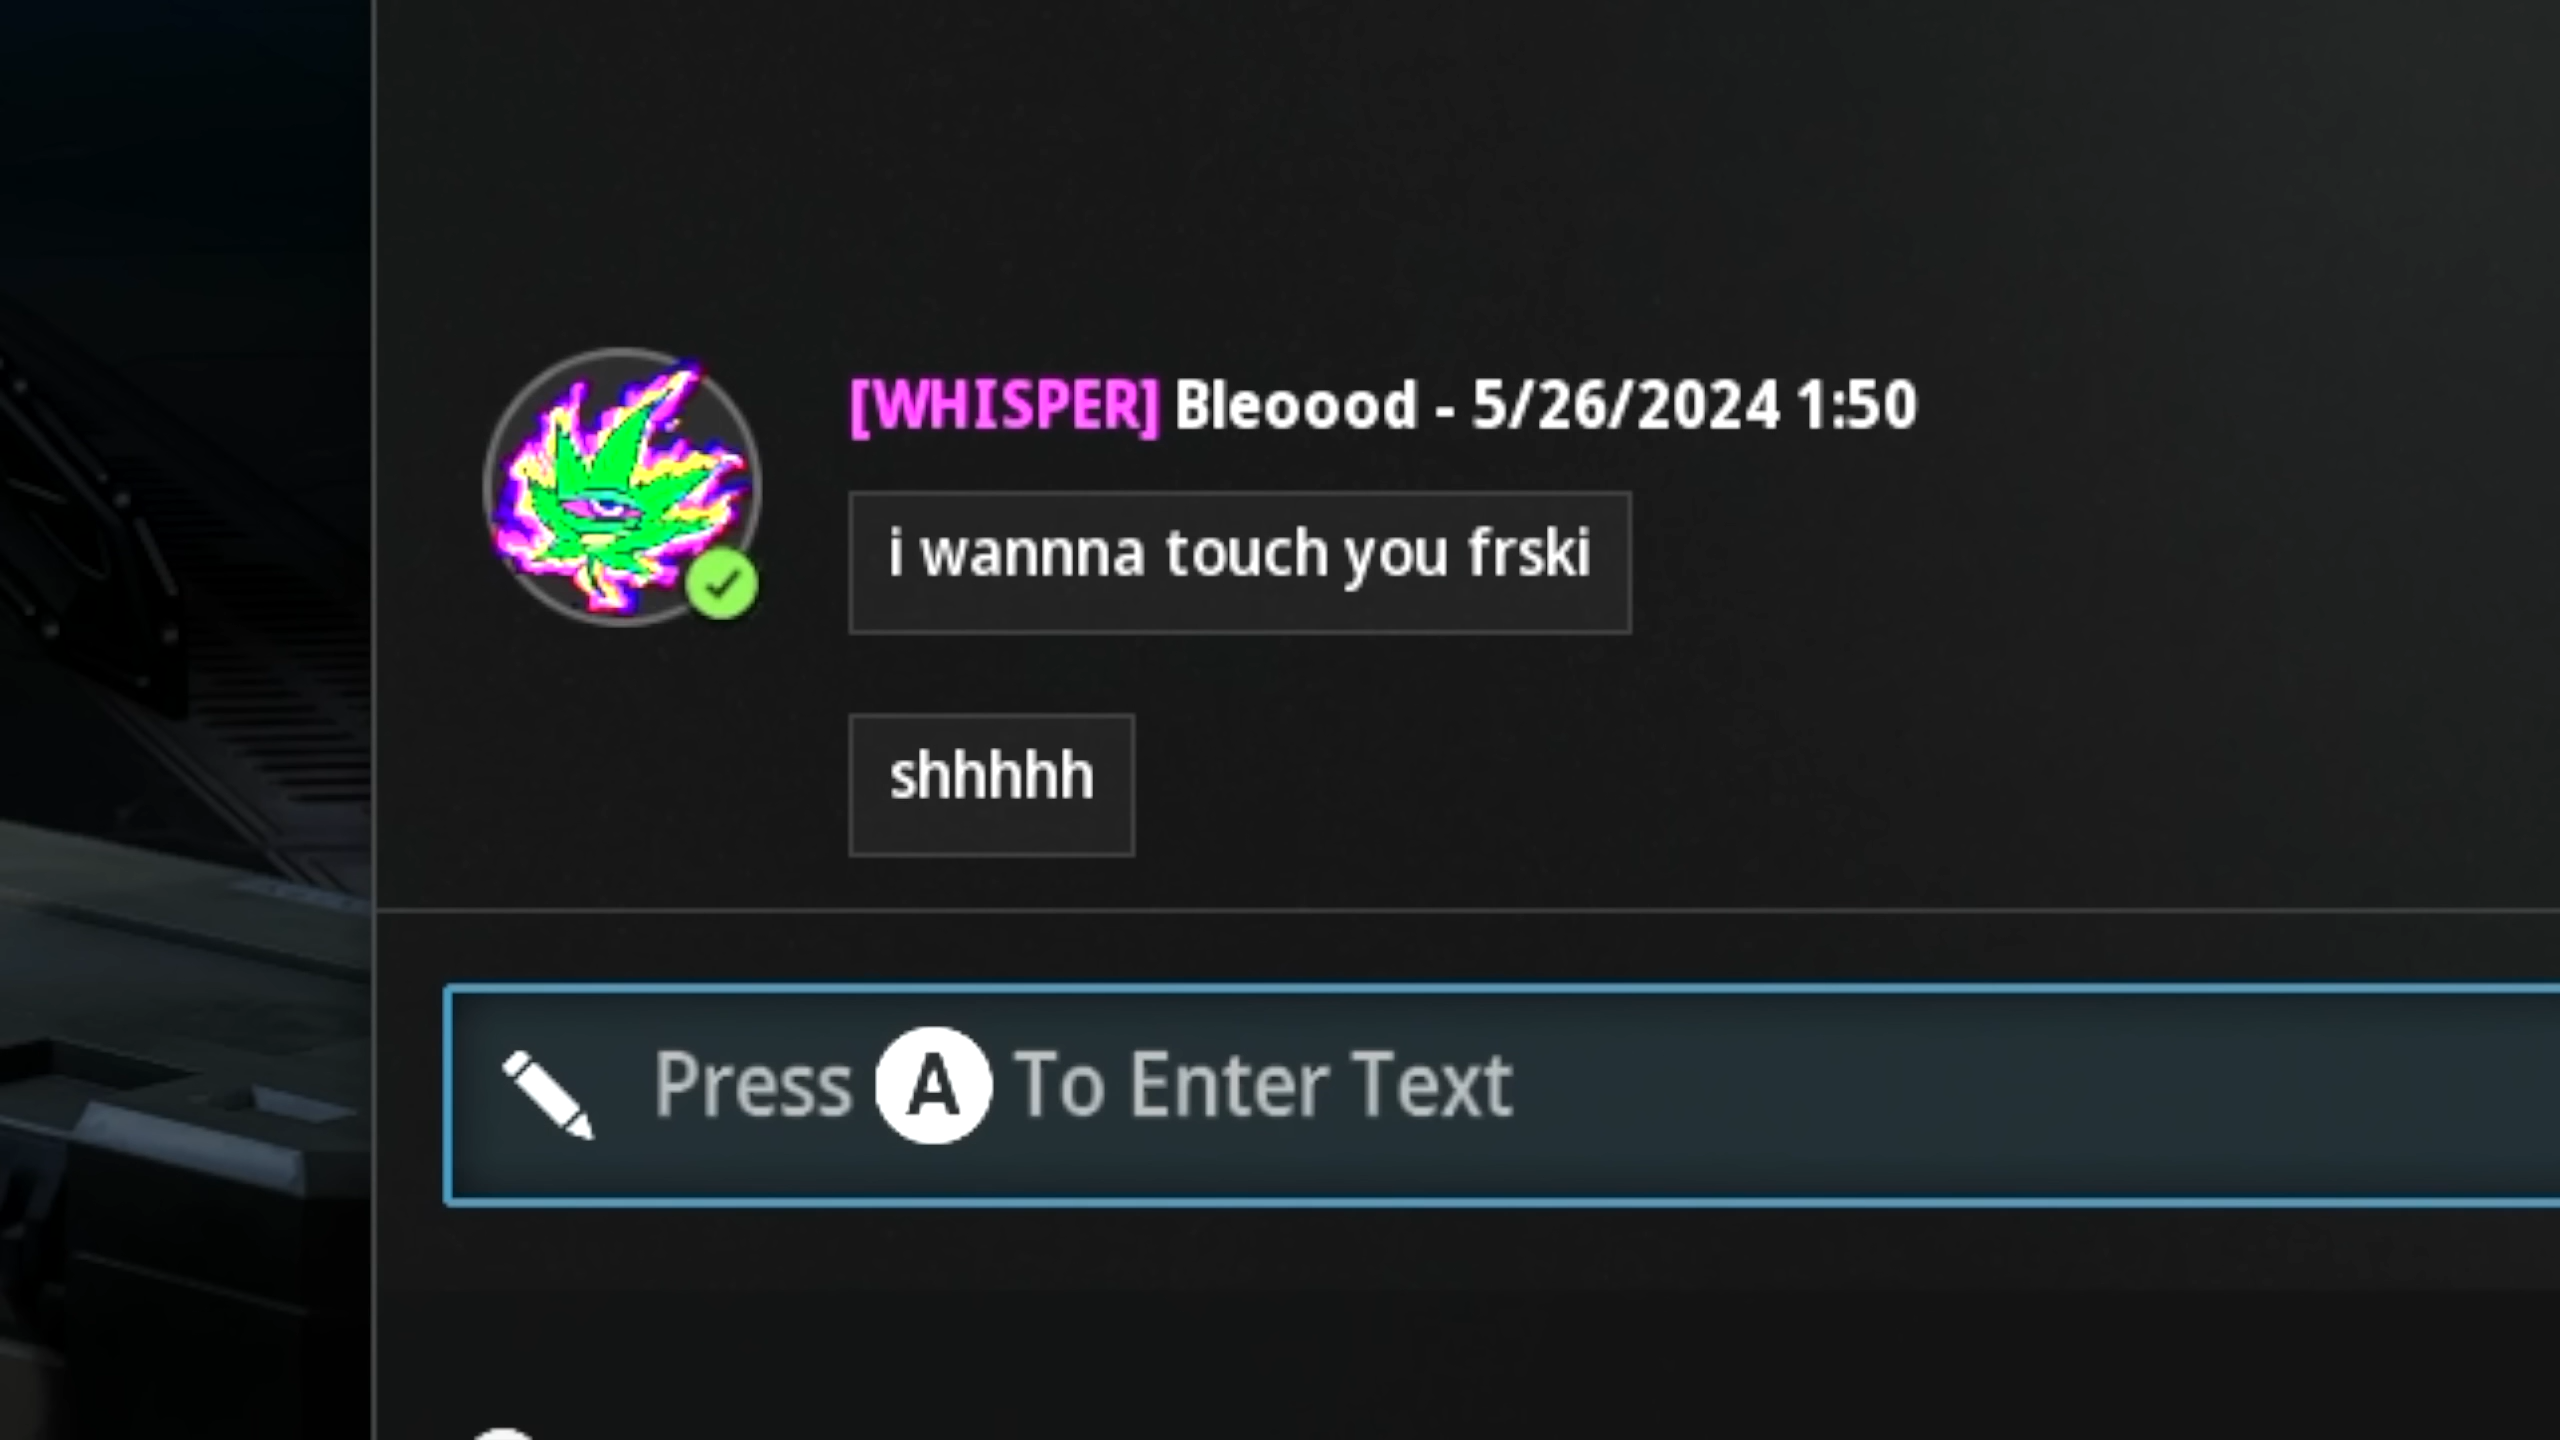 [WHISPER] Bleoood - 5/26/2024 1:50
i wannna touch you frski
shhhhh
Press A To Enter Text